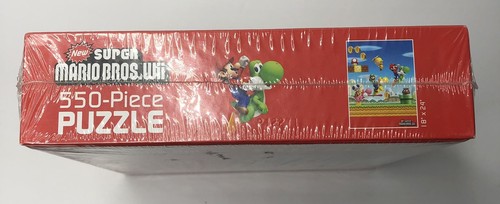 New
SUPER
MARIO BROS. Wii
550-Piece
PUZZLE
18" x 24"